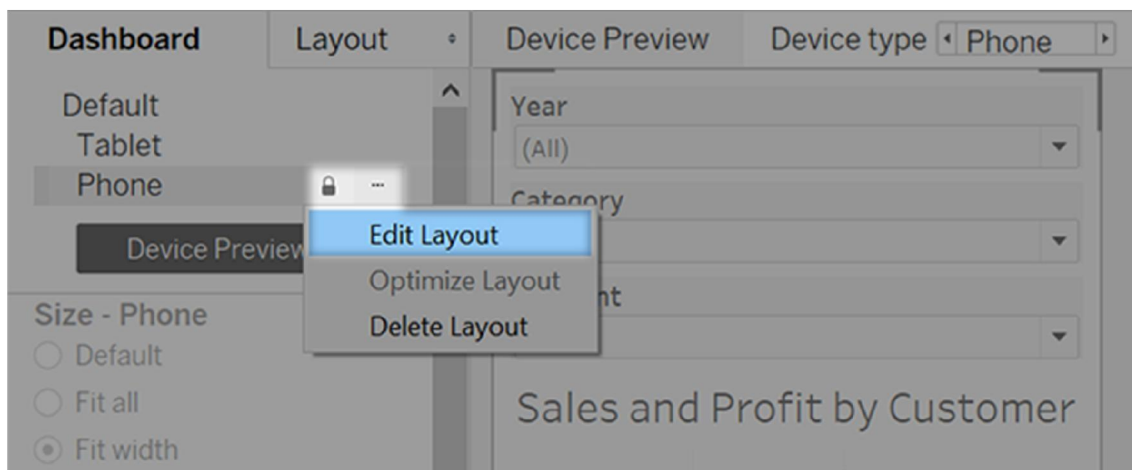 Dashboard Layout Device Preview Device type Phone
Default
Tablet
Phone
Device Preview
Size - Phone
Default
Fit all
Fit width
Edit Layout
Optimize Layout
Delete Layout
Year
(All)
Category
Sales and Profit by Customer